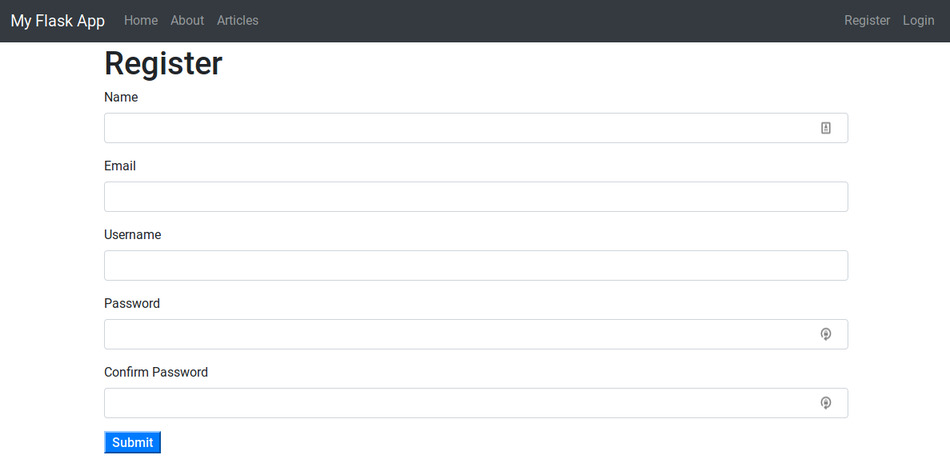 My Flask App Home About Articles Register Login
Register
Name
Email
Username
Password
Confirm Password
Submit